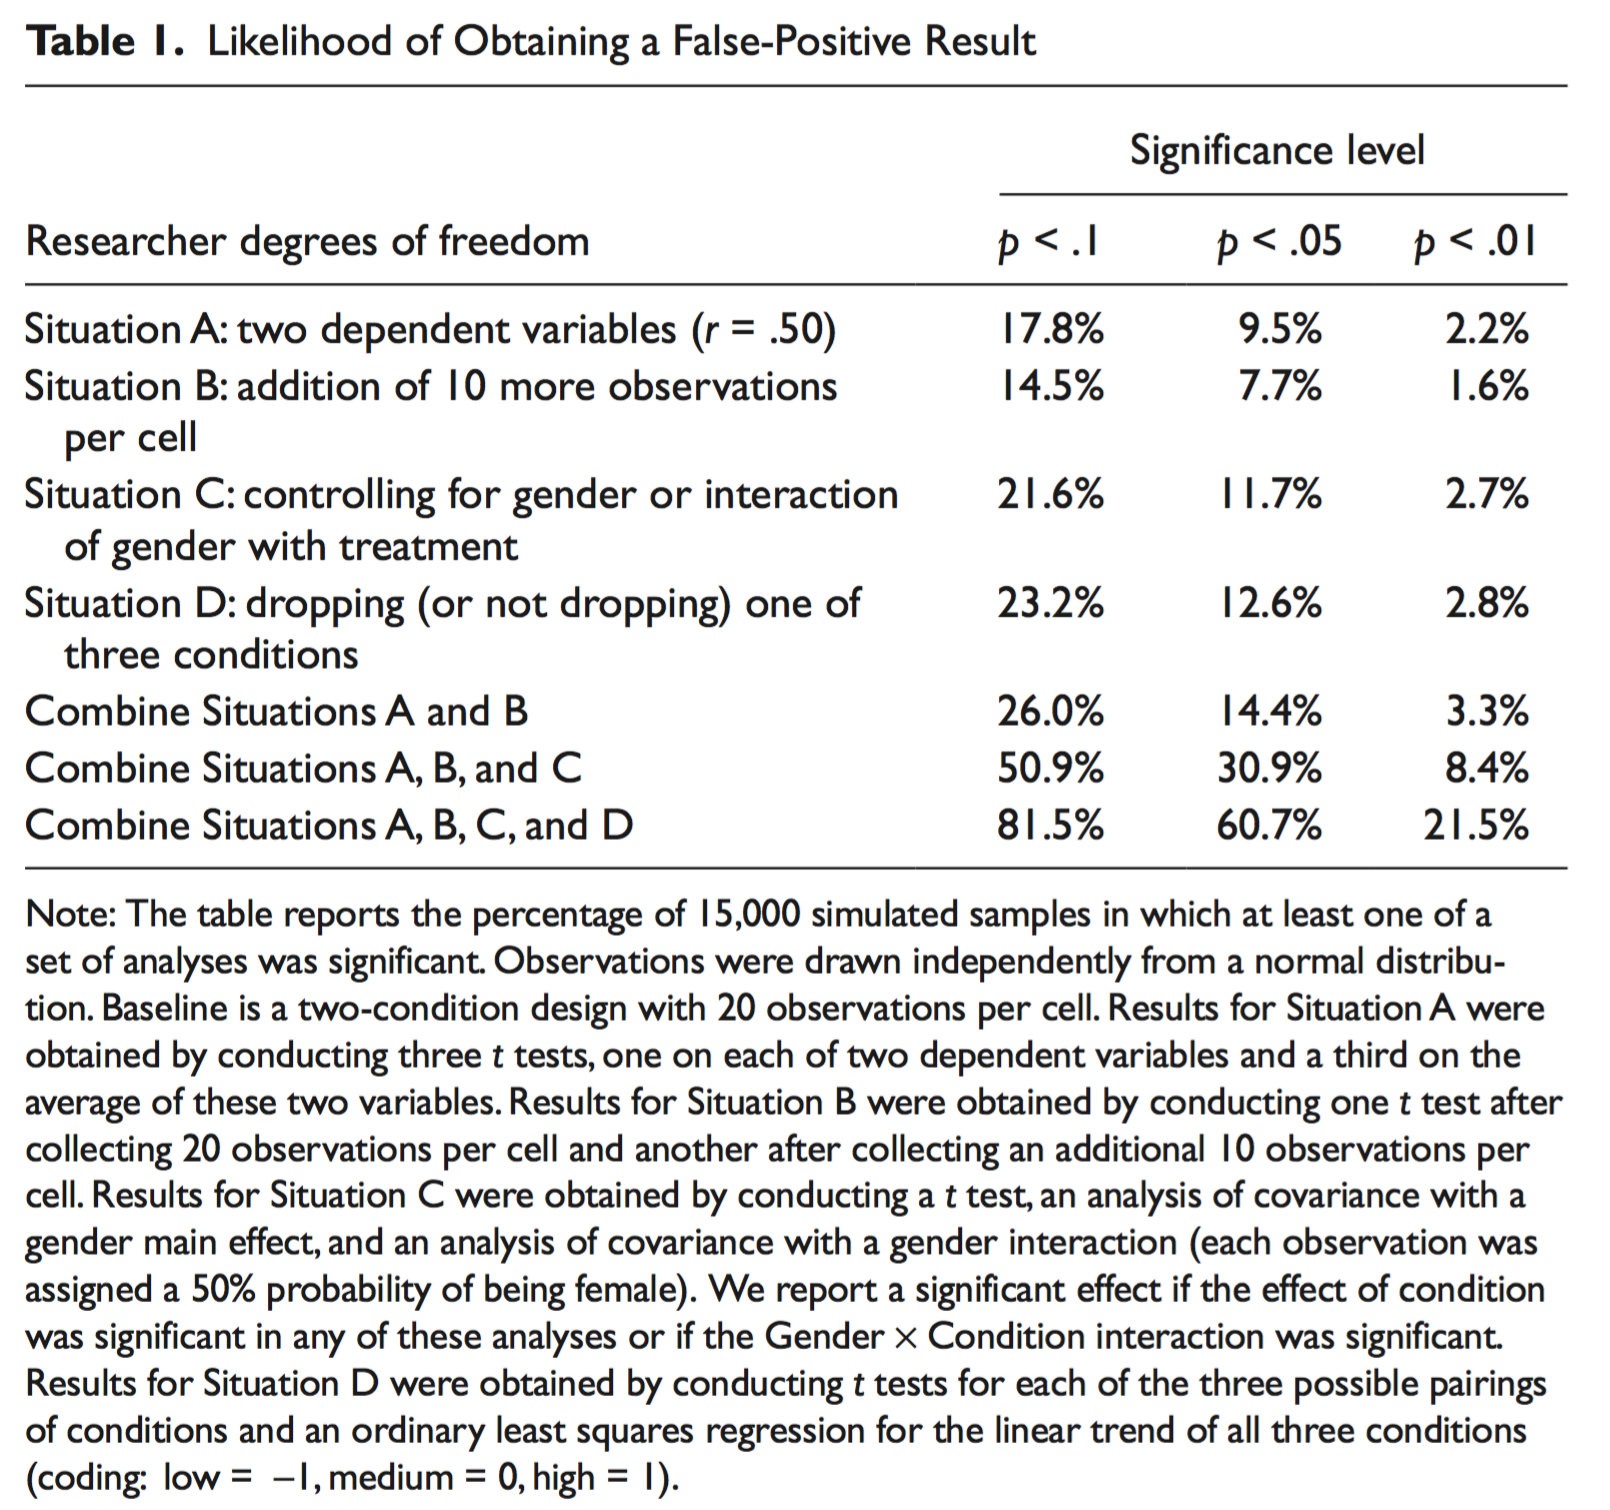 Table 1. Likelihood of Obtaining a False-Positive Result
Significance level
Researcher degrees of freedom p < .1 p < .05 p < .01
Situation A: two dependent variables (r = .50) 17.8% 9.5% 2.2%
Situation B: addition of 10 more observations 14.5% 7.7% 1.6%
per cell
Situation C: controlling for gender or interaction 21.6% 11.7% 2.7%
of gender with treatment
Situation D: dropping (or not dropping) one of 23.2% 12.6% 2.8%
three conditions
Combine Situations A and B 26.0% 14.4% 3.3%
Combine Situations A, B, and C 50.9% 30.9% 8.4%
Combine Situations A, B, C, and D 81.5% 60.7% 21.5%
Note: The table reports the percentage of 15,000 simulated samples in which at least one of a
set of analyses was significant. Observations were drawn independently from a normal distribu-
tion. Baseline is a two-condition design with 20 observations per cell. Results for Situation A were
obtained by conducting three t tests, one on each of two dependent variables and a third on the
average of these two variables. Results for Situation B were obtained by conducting one t test after
collecting 20 observations per cell and another after collecting an additional 10 observations per
cell. Results for Situation C were obtained by conducting a t test, an analysis of covariance with a
gender main effect, and an analysis of covariance with a gender interaction (each observation was
assigned a 50% probability of being female). We report a significant effect if the effect of condition
was significant in any of these analyses or if the Gender × Condition interaction was significant.
Results for Situation D were obtained by conducting t tests for each of the three possible pairings
of conditions and an ordinary least squares regression for the linear trend of all three conditions
(coding: low = –1, medium = 0, high = 1).